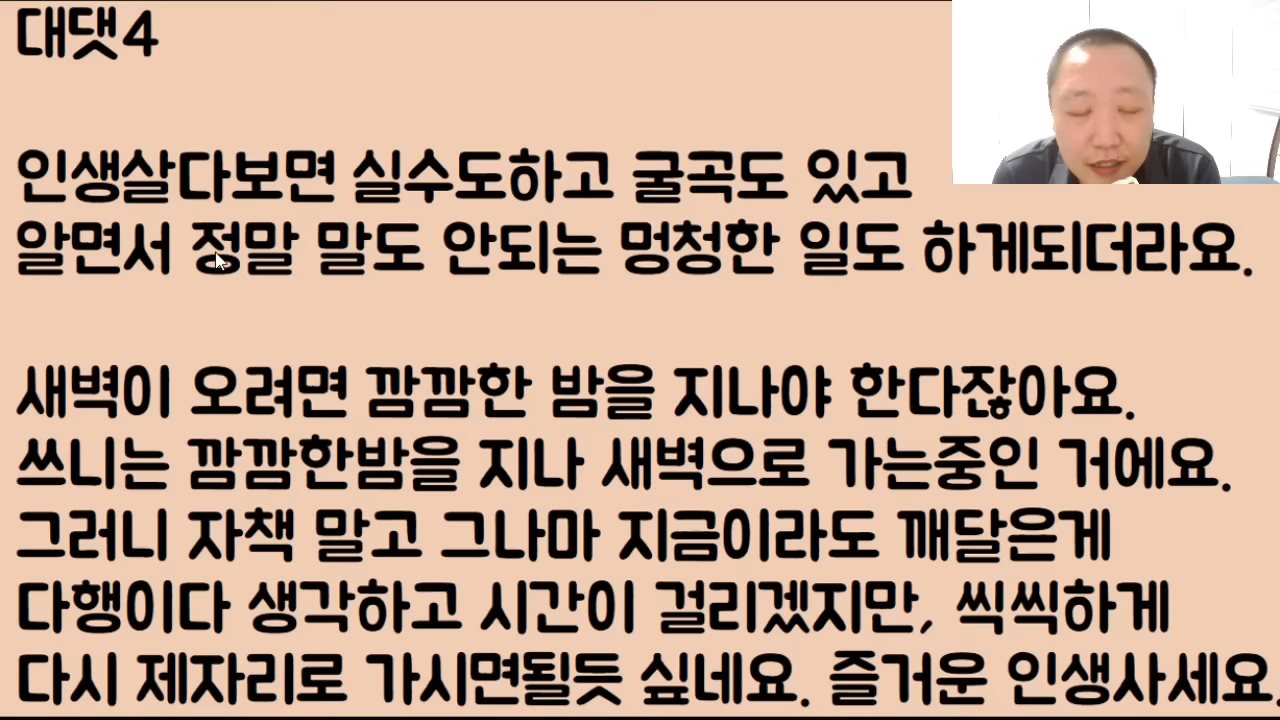 대댓4
인생살다보면 실수도하고 굴곡도 있고
알면서 정말 말도 안되는 멍청한 일도 하게되더라요.
새벽이 오려면 깜깜한 밤을 지나야 한다잖아요.
쓰니는 깜깜한밤을 지나 새벽으로 가는중인 거에요.
그러니 자책 말고 그나마 지금이라도 깨달은게
다행이다 생각하고 시간이 걸리겠지만, 씩씩하게
다시 제자리로 가시면될듯 싶네요. 즐거운 인생사세요.